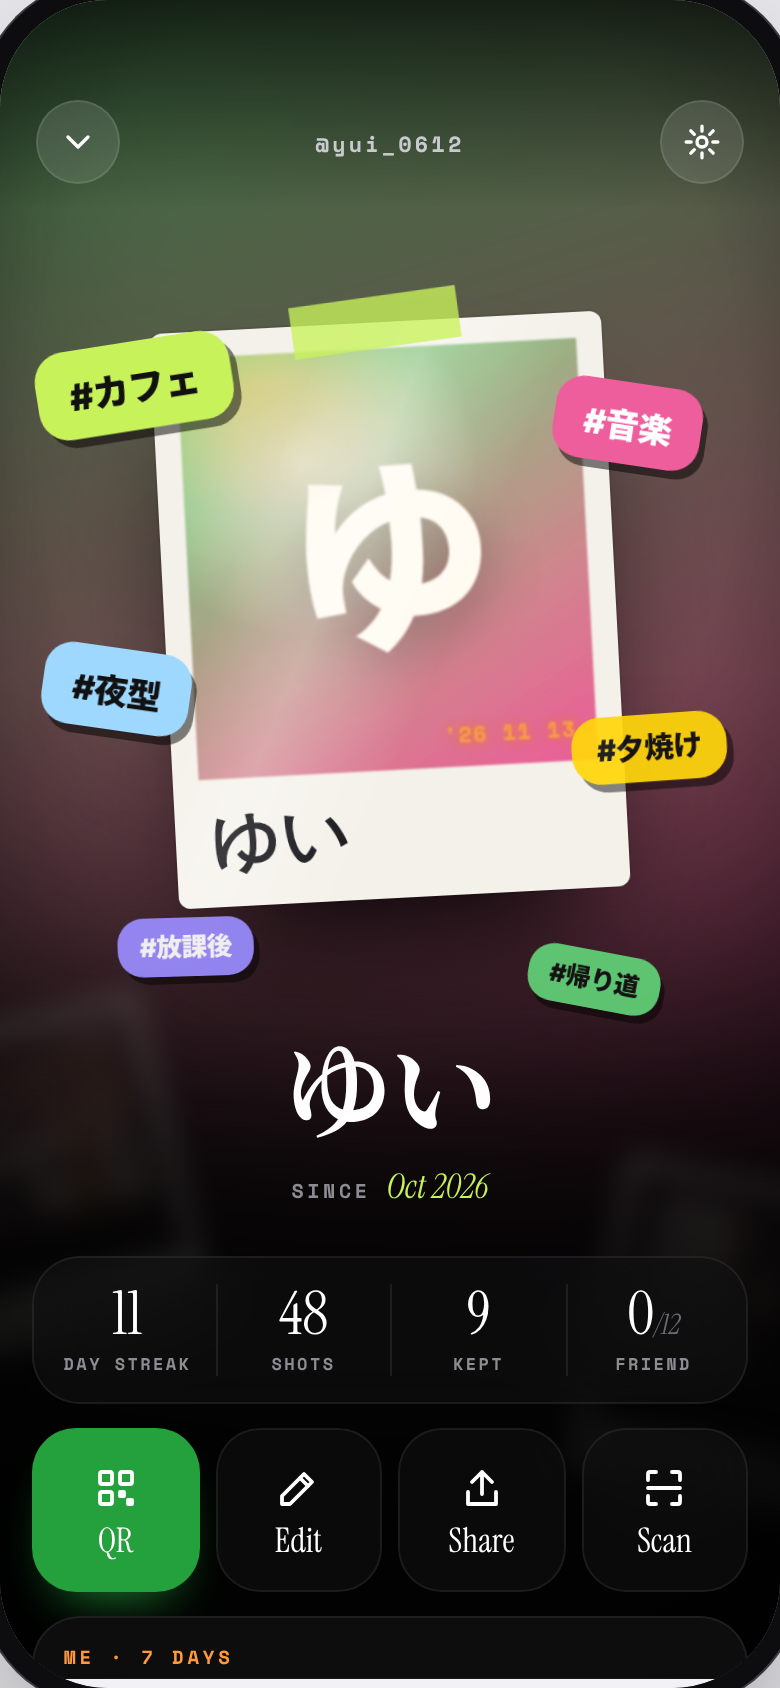 @yui_0612
#カフェ
#音楽
ゆ
#夜型
'26 11 13
#夕焼け
ゆい
#放課後
#帰り道
ゆい
SINCE Oct 2026
11 48 9 0/12
DAY STREAK SHOTS KEPT FRIEND
QR Edit Share Scan
ME · 7 DAYS